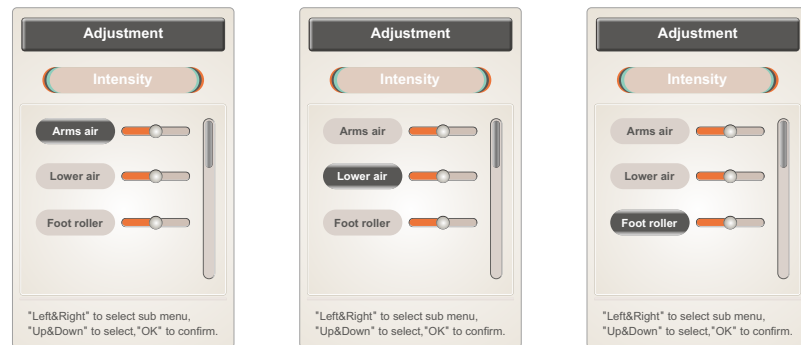 Adjustment
Intensity
Arms air
Lower air
Foot roller
"Left&Right" to select sub menu,
"Up&Down" to select,"OK" to confirm.
Adjustment
Intensity
Arms air
Lower air
Foot roller
"Left&Right" to select sub menu,
"Up&Down" to select,"OK" to confirm.
Adjustment
Intensity
Arms air
Lower air
Foot roller
"Left&Right" to select sub menu,
"Up&Down" to select,"OK" to confirm.